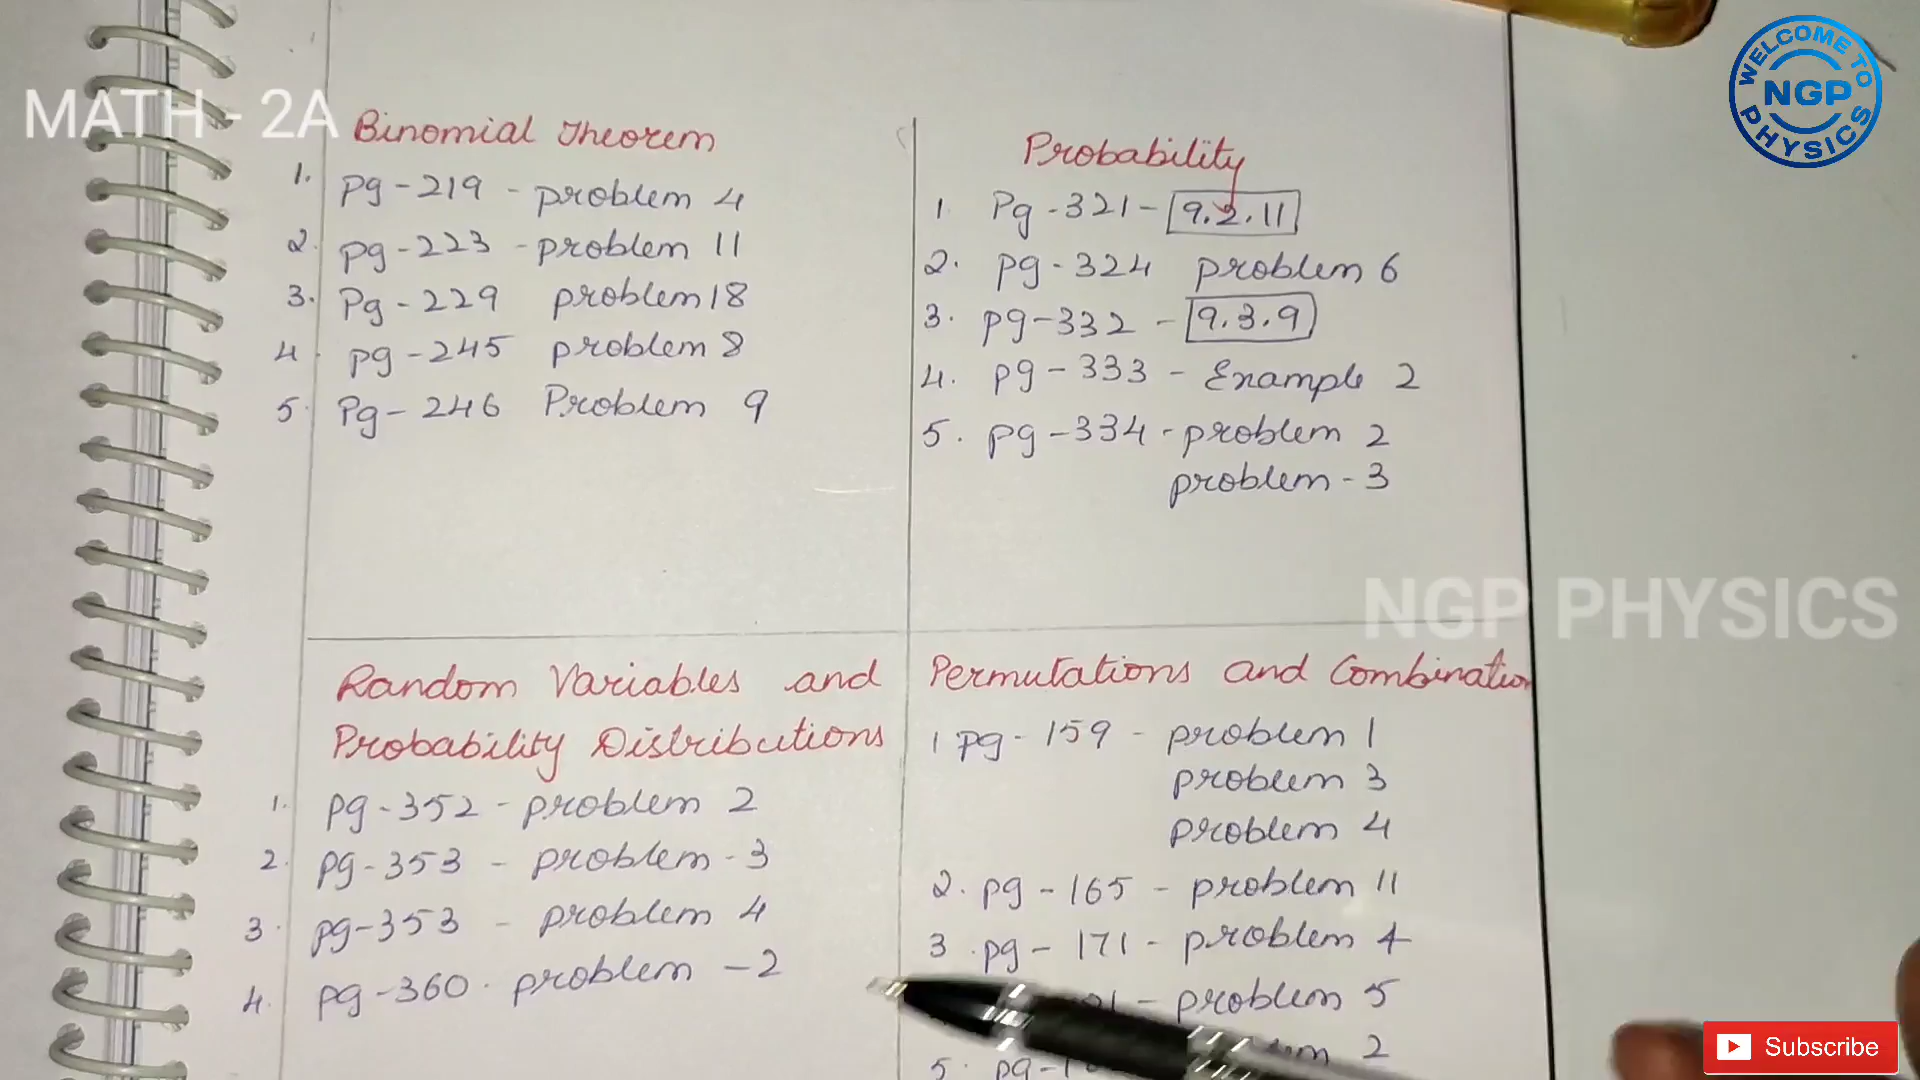 MATH - 2A
WELCOME TO
NGP
PHYSICS
Binomial Theorem
1. pg-219 - problem 4
2. pg-223 - problem 11
3. Pg-229 problem 18
4. pg-245 problem 8
5. Pg-246 Problem 9
Probability
1. Pg-321- 9.2.11
2. pg-324 problem 6
3. pg-332 - 9.3.9
4. pg-333 - Example 2
5. pg-334 - problem 2
problem - 3
NGP PHYSICS
Random Variables and
Probability Distributions
1. pg-352 - problem 2
2. pg-353 - problem - 3
3. pg-353 - problem 4
4. pg-360. problem - 2
Permutations and Combination
1 pg-159 - problem 1
problem 3
problem 4
2. pg-165 - problem 11
3. pg-171 - problem 4
- problem 5
5. pg- 2
Subscribe